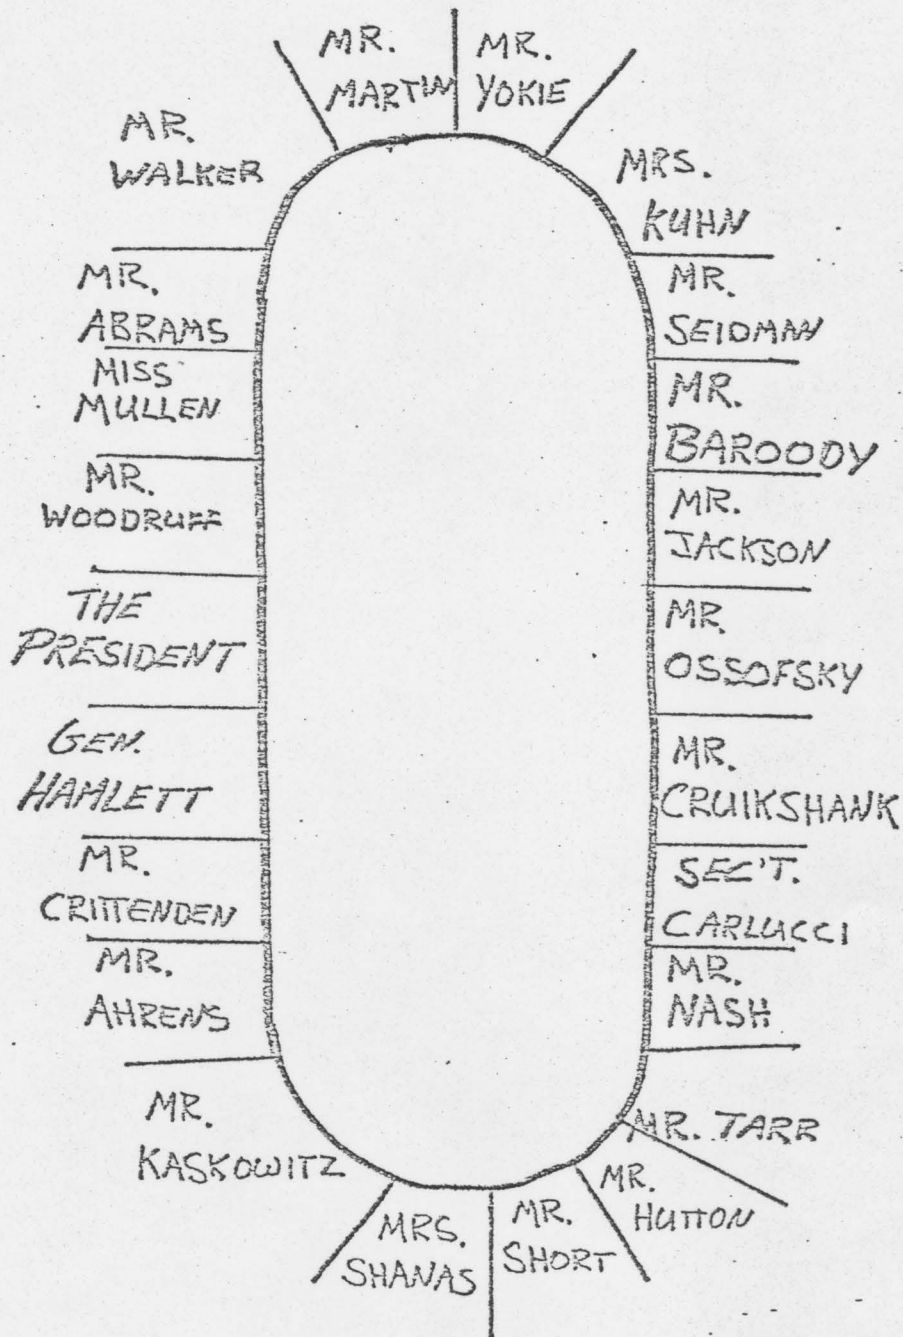 MR.
MARTIN
MR.
YOKIE
MRS.
KUHN
MR.
SEIDMAN
MR.
BAROODY
MR.
JACKSON
MR.
OSSOFSKY
MR.
CRUIKSHANK
SEC'T.
CARLUCCI
MR.
NASH
MR. TARR
MR.
HUTTON
MR.
SHORT
MRS.
SHANAS
MR.
KASKOWITZ
MR.
AHRENS
MR.
CRITTENDEN
GEN.
HAMLETT
THE
PRESIDENT
MR.
WOODRUFF
MISS
MULLEN
MR.
ABRAMS
MR.
WALKER